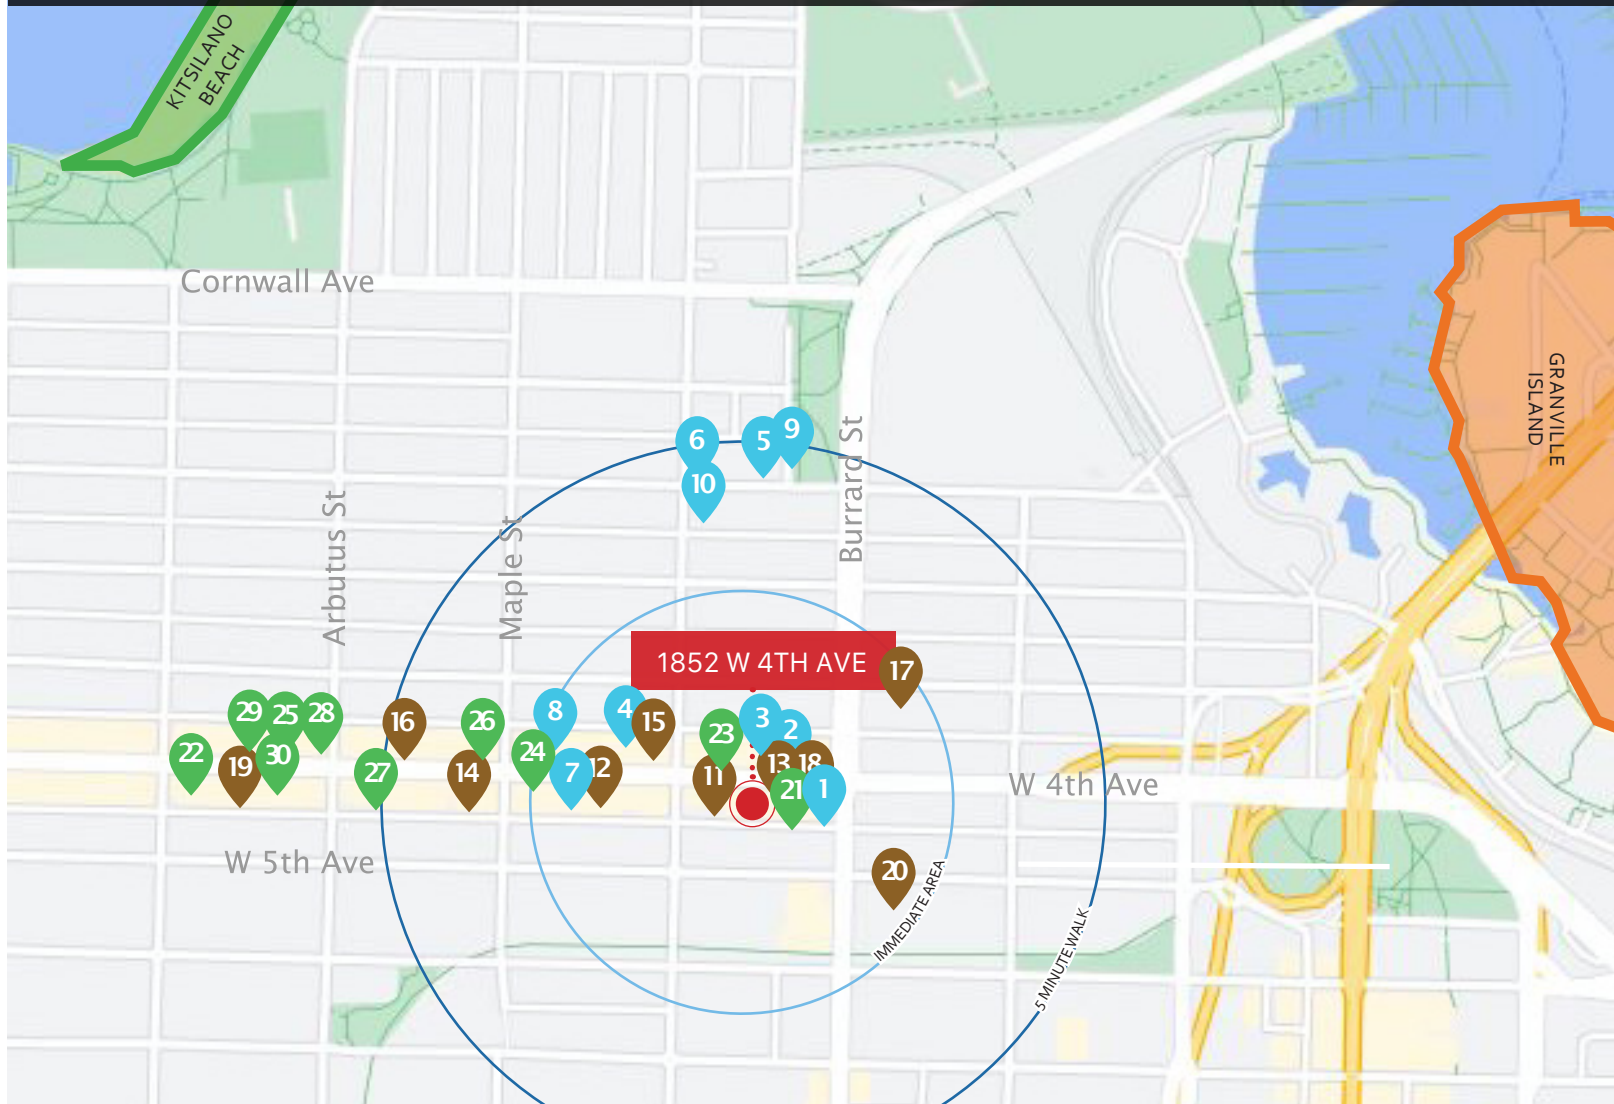 KITSILANO
BEACH
Cornwall Ave
GRANVILLE
ISLAND
6
5
9
10
Burrard St
Arbutus St
Maple St
1852 W 4TH AVE
17
29
25
28
16
26
8
4
15
23
3
2
22
19
30
27
14
24
7
12
11
13
18
21
1
W 4th Ave
W 5th Ave
20
IMMEDIATE AREA
5 MINUTE WALK